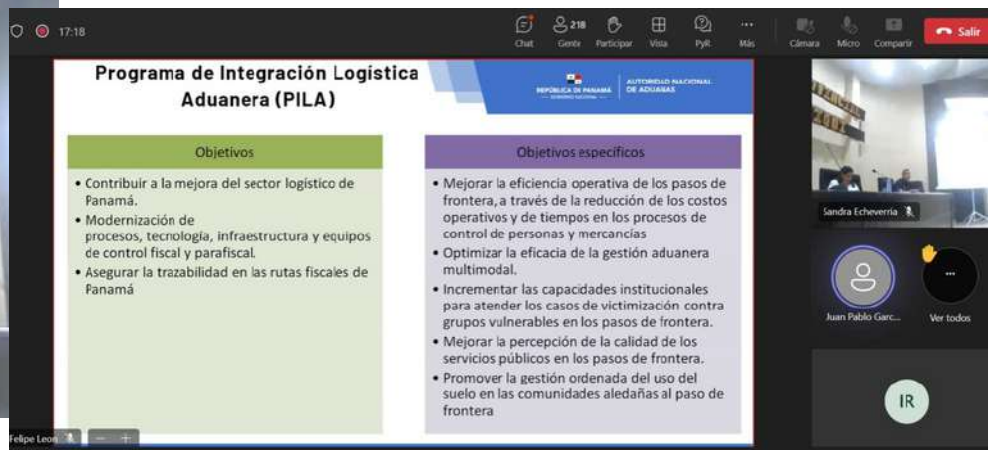 17:18
Chat
218
Gente
Participar
Vista
PyR
Más
Cámara
Micro
Compartir
Salir
Programa de Integración Logística
Aduanera (PILA)
REPÚBLICA DE PANAMÁ
— GOBIERNO NACIONAL —
AUTORIDAD NACIONAL
DE ADUANAS
Objetivos
• Contribuir a la mejora del sector logístico de
Panamá.
• Modernización de
procesos, tecnología, infraestructura y equipos
de control fiscal y parafiscal.
• Asegurar la trazabilidad en las rutas fiscales de
Panamá
Objetivos específicos
• Mejorar la eficiencia operativa de los pasos de
frontera, a través de la reducción de los costos
operativos y de tiempos en los procesos de
control de personas y mercancías
• Optimizar la eficacia de la gestión aduanera
multimodal.
• Incrementar las capacidades institucionales
para atender los casos de victimización contra
grupos vulnerables en los pasos de frontera.
• Mejorar la percepción de la calidad de los
servicios públicos en los pasos de frontera.
• Promover la gestión ordenada del uso del
suelo en las comunidades aledañas al paso de
frontera
Sandra Echeverria
Juan Pablo Garc...
Ver todos
IR
Felipe Leon